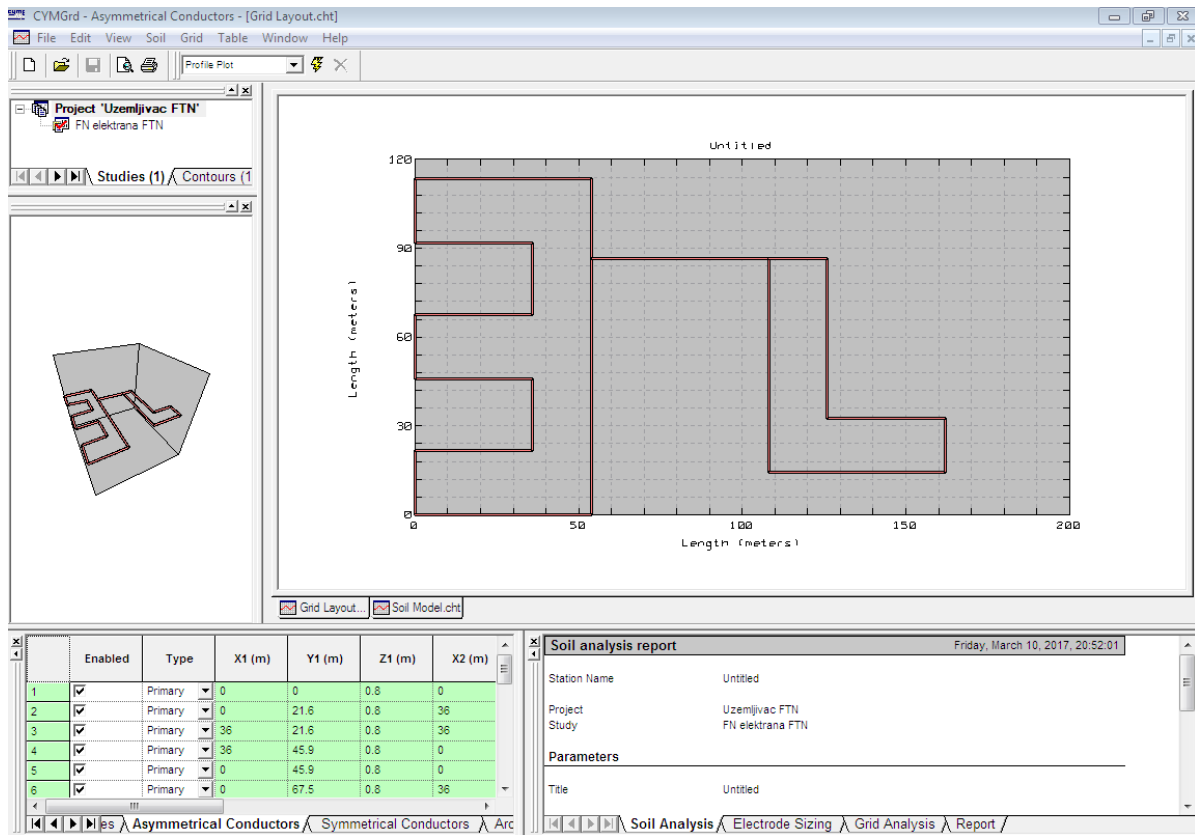 CYME CYMGrd - Asymmetrical Conductors - [Grid Layout.cht]
File Edit View Soil Grid Table Window Help
Profile Plot
Project 'Uzemljivac FTN'
FN elektrana FTN
Studies (1) Contours (1
Untitled
120
90
60
30
0
Length (meters)
0 50 100 150 200
Length (meters)
Grid Layout... Soil Model.cht
Enabled Type X1 (m) Y1 (m) Z1 (m) X2 (m)
1 Primary 0 0 0.8 0
2 Primary 0 21.6 0.8 36
3 Primary 36 21.6 0.8 36
4 Primary 36 45.9 0.8 0
5 Primary 0 45.9 0.8 0
6 Primary 0 67.5 0.8 36
es Asymmetrical Conductors Symmetrical Conductors Arc
Soil analysis report Friday, March 10, 2017, 20:52:01
Station Name Untitled
Project Uzemljivac FTN
Study FN elektrana FTN
Parameters
Title Untitled
Soil Analysis Electrode Sizing Grid Analysis Report